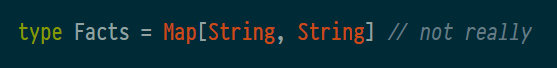 type Facts = Map[String, String] // not really